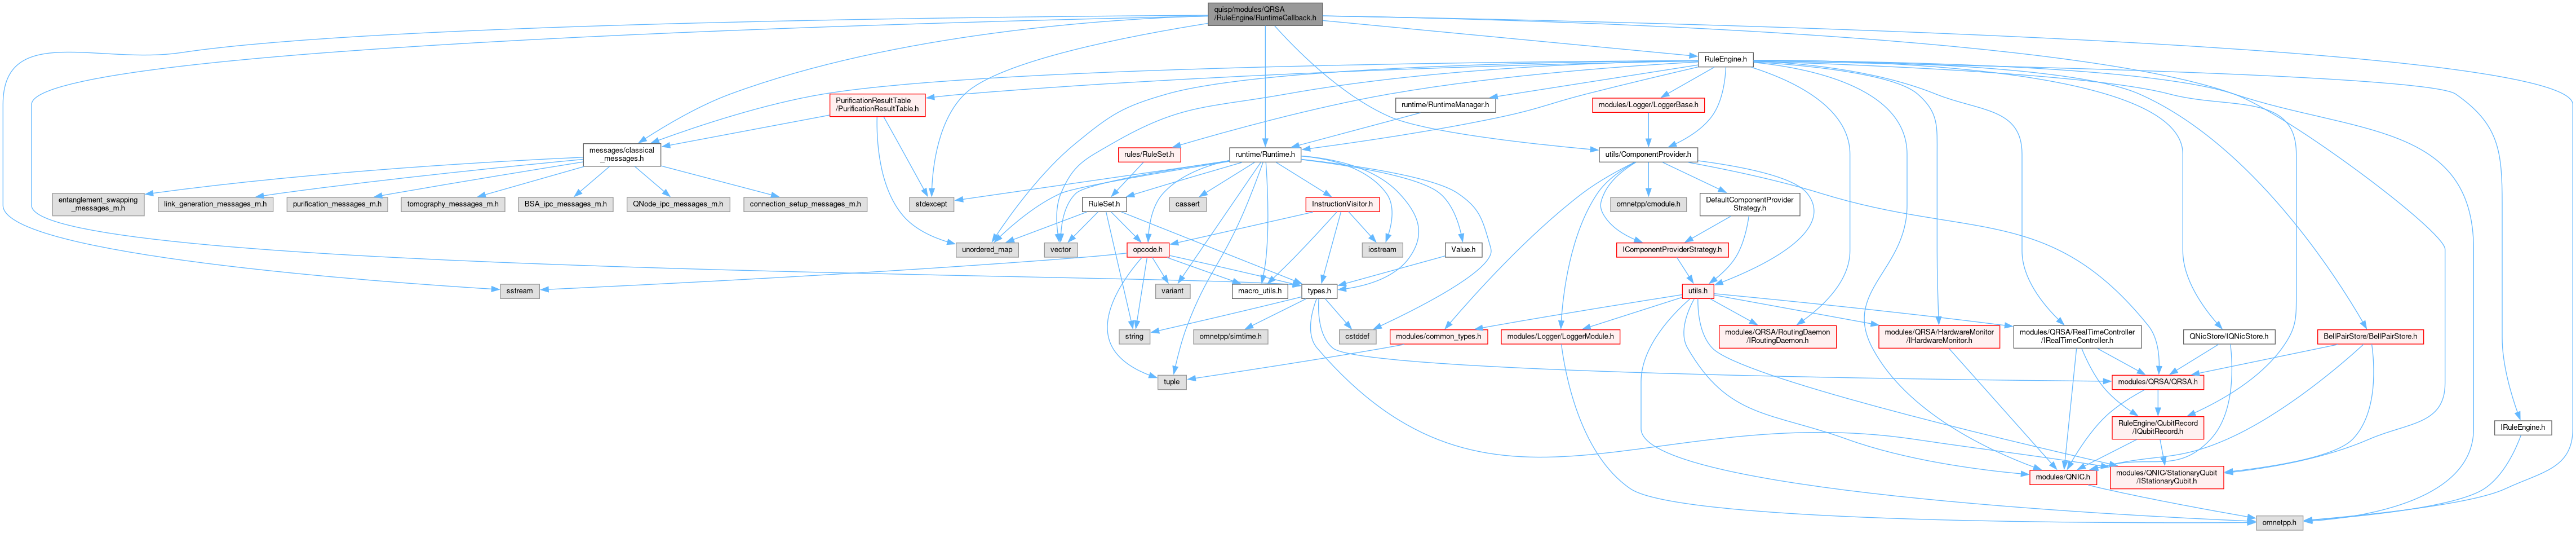 quisp/modules/QRSA
/RuleEngine/RuntimeCallback.h
RuleEngine.h
PurificationResultTable
/PurificationResultTable.h
runtime/RuntimeManager.h
modules/Logger/LoggerBase.h
messages/classical
_messages.h
rules/RuleSet.h
runtime/Runtime.h
utils/ComponentProvider.h
entanglement_swapping
_messages_m.h
link_generation_messages_m.h
purification_messages_m.h
tomography_messages_m.h
BSA_ipc_messages_m.h
QNode_ipc_messages_m.h
connection_setup_messages_m.h
stdexcept
RuleSet.h
cassert
InstructionVisitor.h
omnetpp/cmodule.h
DefaultComponentProvider
Strategy.h
unordered_map
vector
opcode.h
iostream
Value.h
IComponentProviderStrategy.h
sstream
variant
macro_utils.h
types.h
utils.h
string
omnetpp/simtime.h
cstddef
modules/common_types.h
modules/Logger/LoggerModule.h
modules/QRSA/RoutingDaemon
/IRoutingDaemon.h
modules/QRSA/HardwareMonitor
/IHardwareMonitor.h
modules/QRSA/RealTimeController
/IRealTimeController.h
QNicStore/IQNicStore.h
BellPairStore/BellPairStore.h
tuple
modules/QRSA/QRSA.h
RuleEngine/QubitRecord
/IQubitRecord.h
IRuleEngine.h
modules/QNIC.h
modules/QNIC/StationaryQubit
/IStationaryQubit.h
omnetpp.h